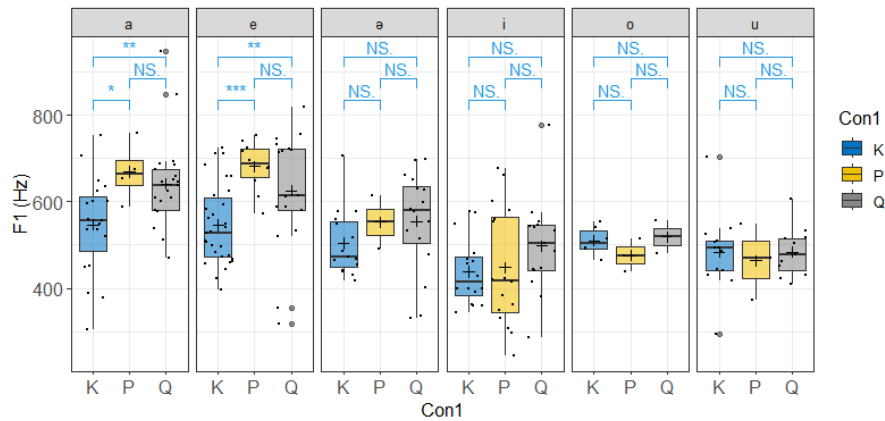 a e ə i o u
** ** NS. NS. NS. NS.
NS. NS. NS. NS. NS. NS.
* *** NS. NS. NS. NS.
800
600
400
F1 (Hz)
K P Q K P Q K P Q K P Q K P Q K P Q
Con1
Con1
K
P
Q